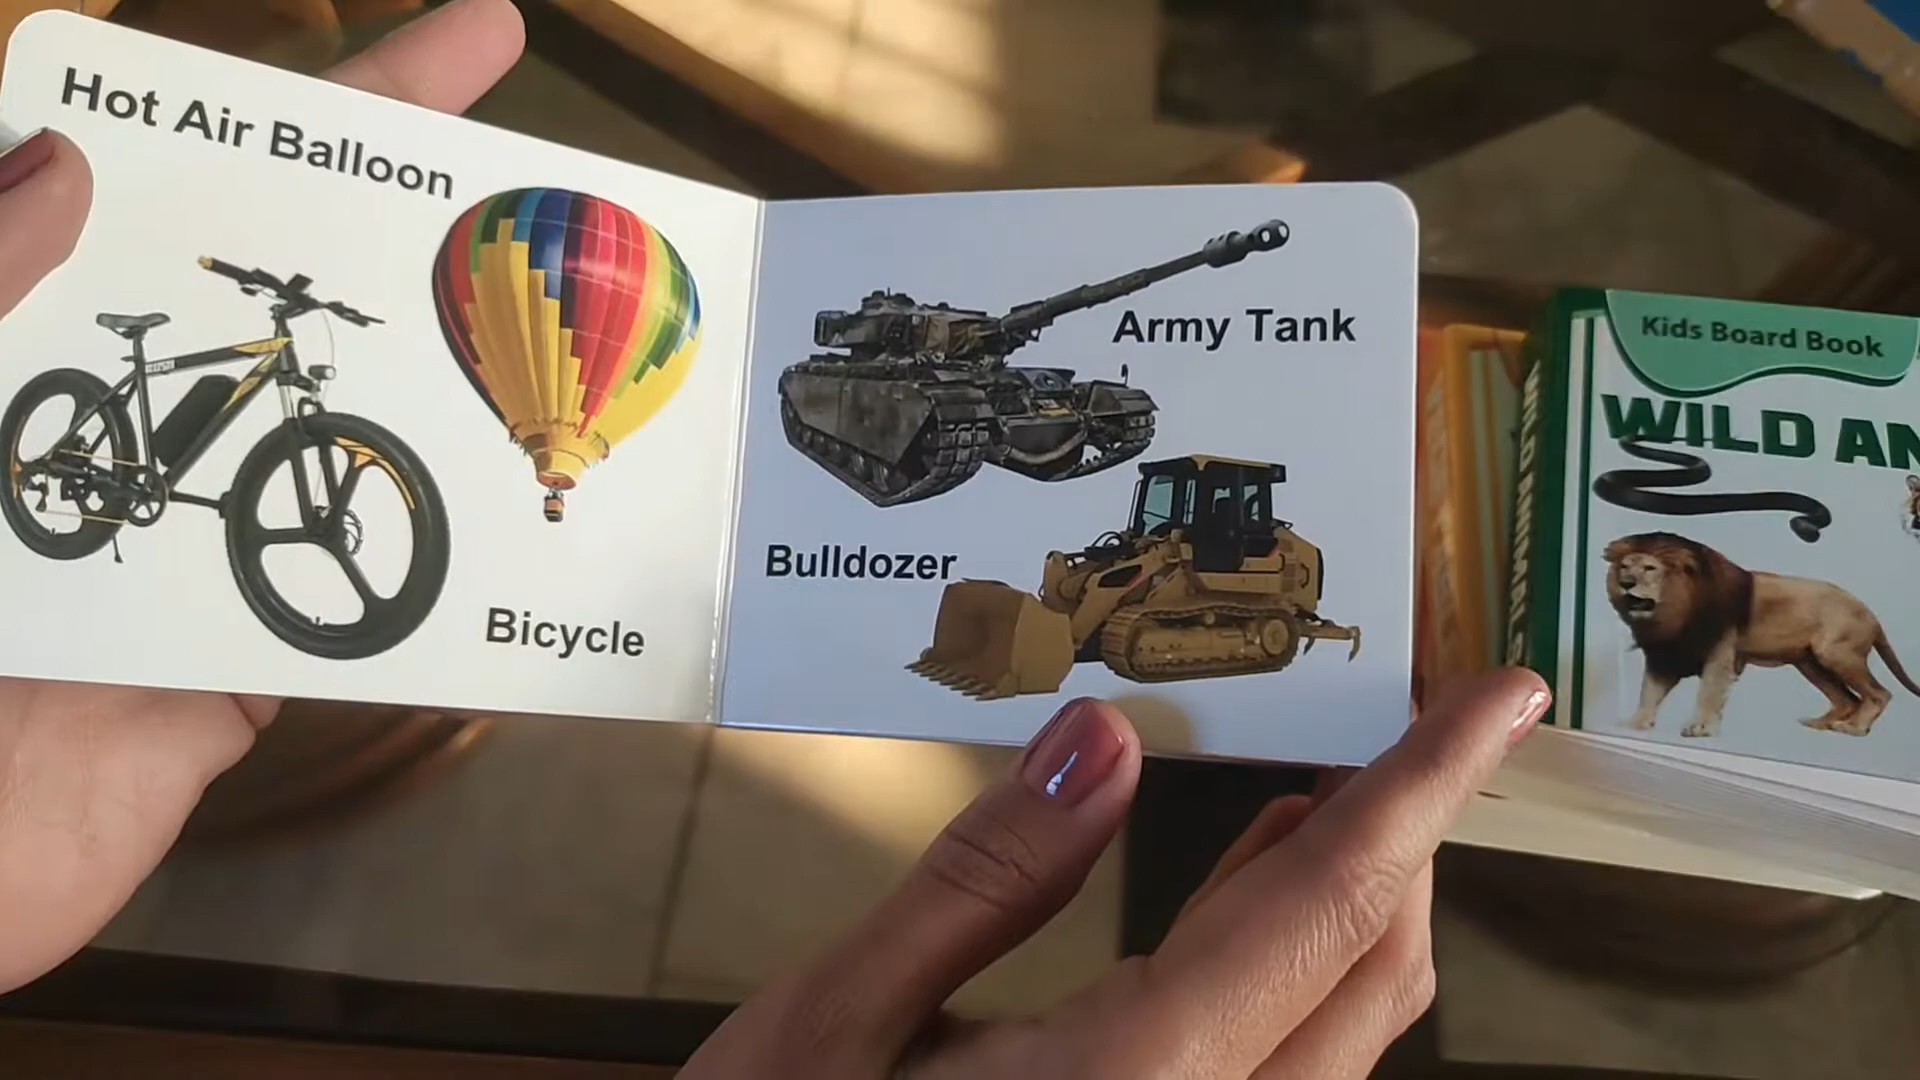 Hot Air Balloon
Bicycle
Army Tank
Bulldozer
Kids Board Book
WILD AN